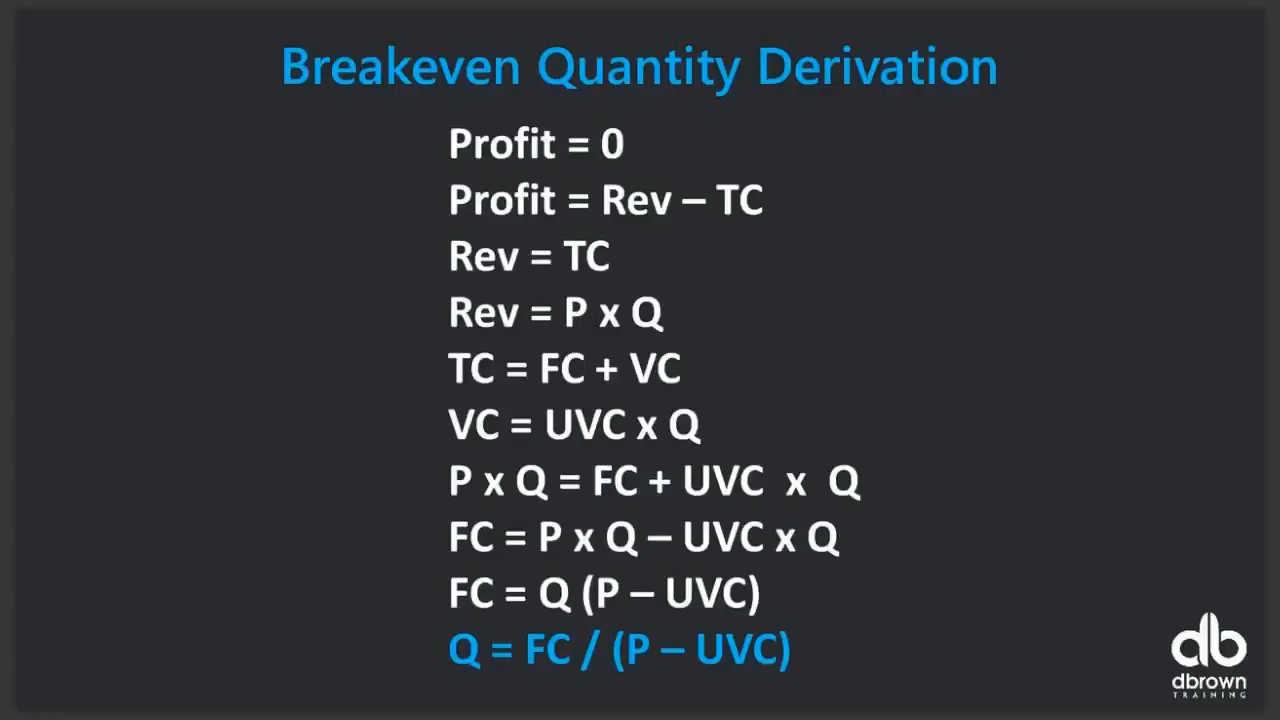 Breakeven Quantity Derivation
Profit = 0
Profit = Rev – TC
Rev = TC
Rev = P x Q
TC = FC + VC
VC = UVC x Q
P x Q = FC + UVC x Q
FC = P x Q – UVC x Q
FC = Q (P – UVC)
Q = FC / (P – UVC)
db
dbrown
TRAINING